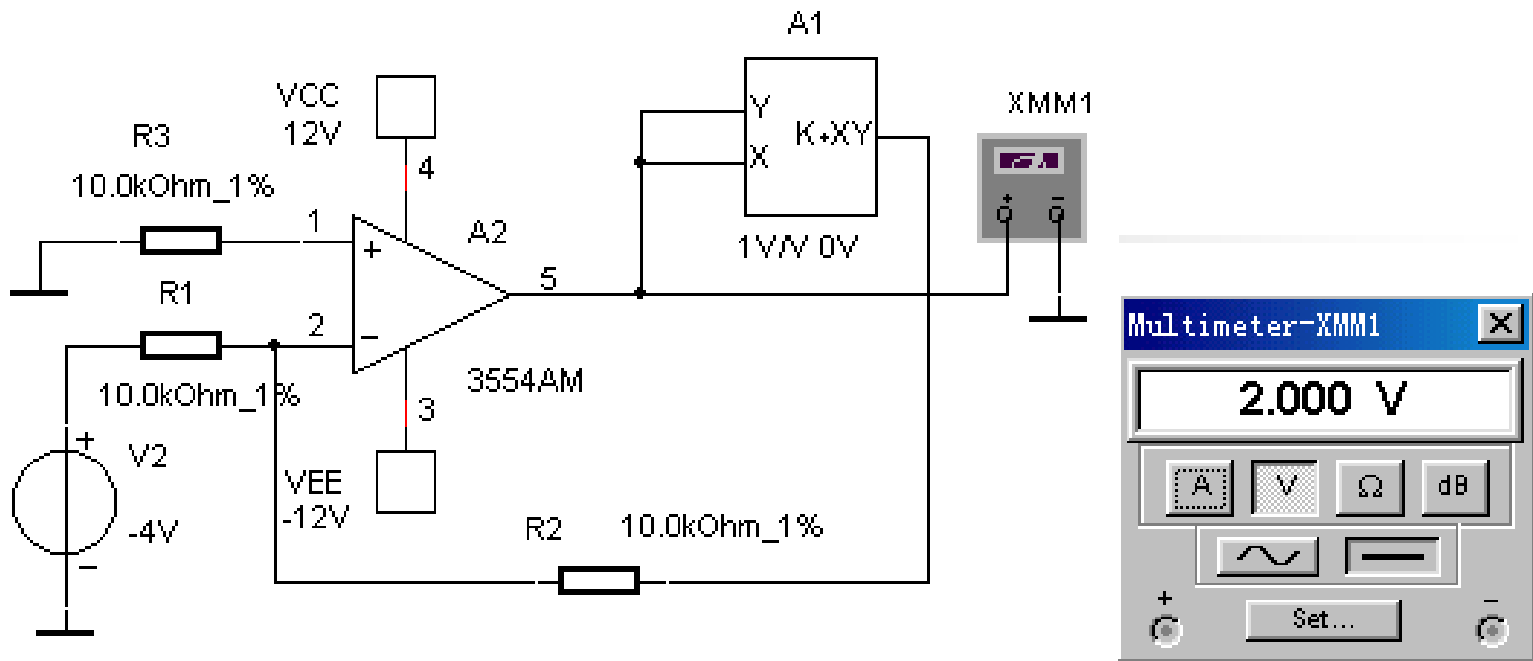 A1
Y
X
K+XY
1V/V 0V
XMM1
+ −
VCC
12V
4
R3
10.0kOhm_1%
1
+
A2
5
R1
2
−
10.0kOhm_1%
3554AM
3
+
V2
-4V
−
VEE
-12V
R2
10.0kOhm_1%
Multimeter-XMM1
2.000 V
A V Ω dB
+ −
Set...